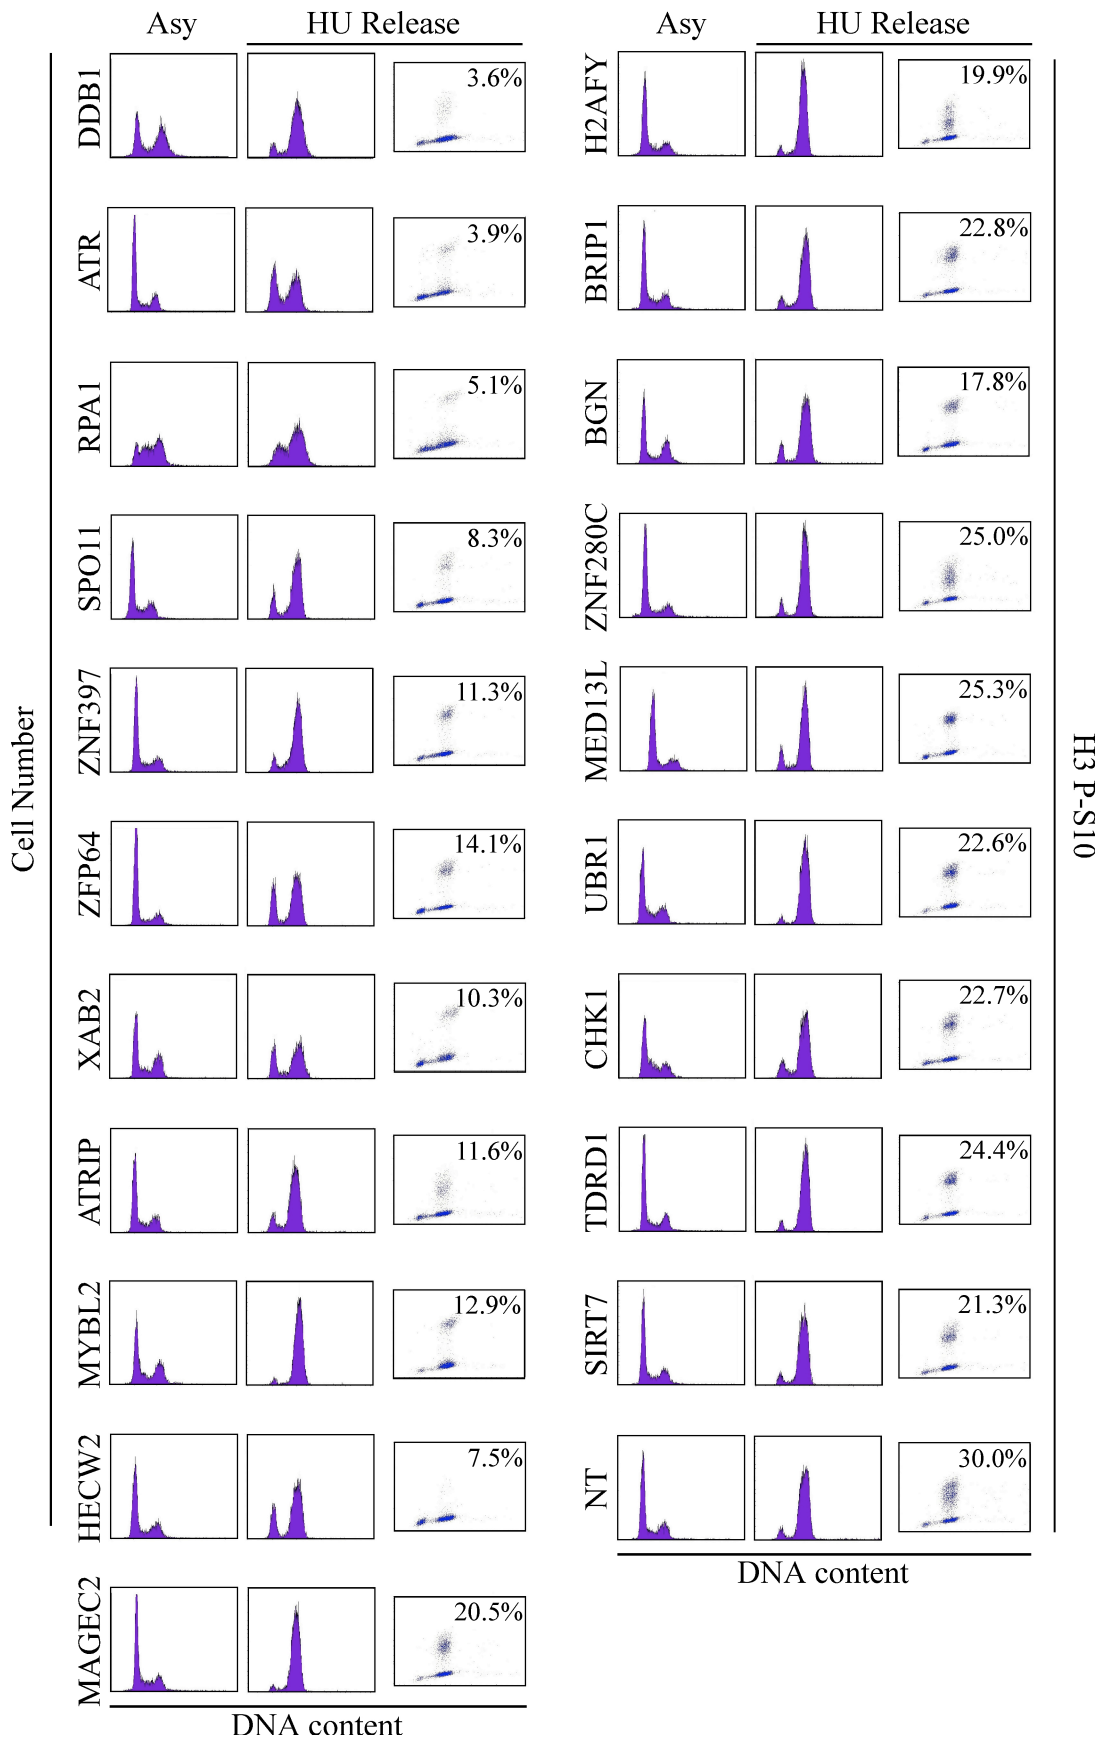 Asy
HU Release
Asy
HU Release
Cell Number
DDB1
3.6%
ATR
3.9%
RPA1
5.1%
SPO11
8.3%
ZNF397
11.3%
ZFP64
14.1%
XAB2
10.3%
ATRIP
11.6%
MYBL2
12.9%
HECW2
7.5%
MAGEC2
20.5%
DNA content
H2AFY
19.9%
BRIP1
22.8%
BGN
17.8%
ZNF280C
25.0%
MED13L
25.3%
UBR1
22.6%
CHK1
22.7%
TDRD1
24.4%
SIRT7
21.3%
NT
30.0%
DNA content
H3 P-S10